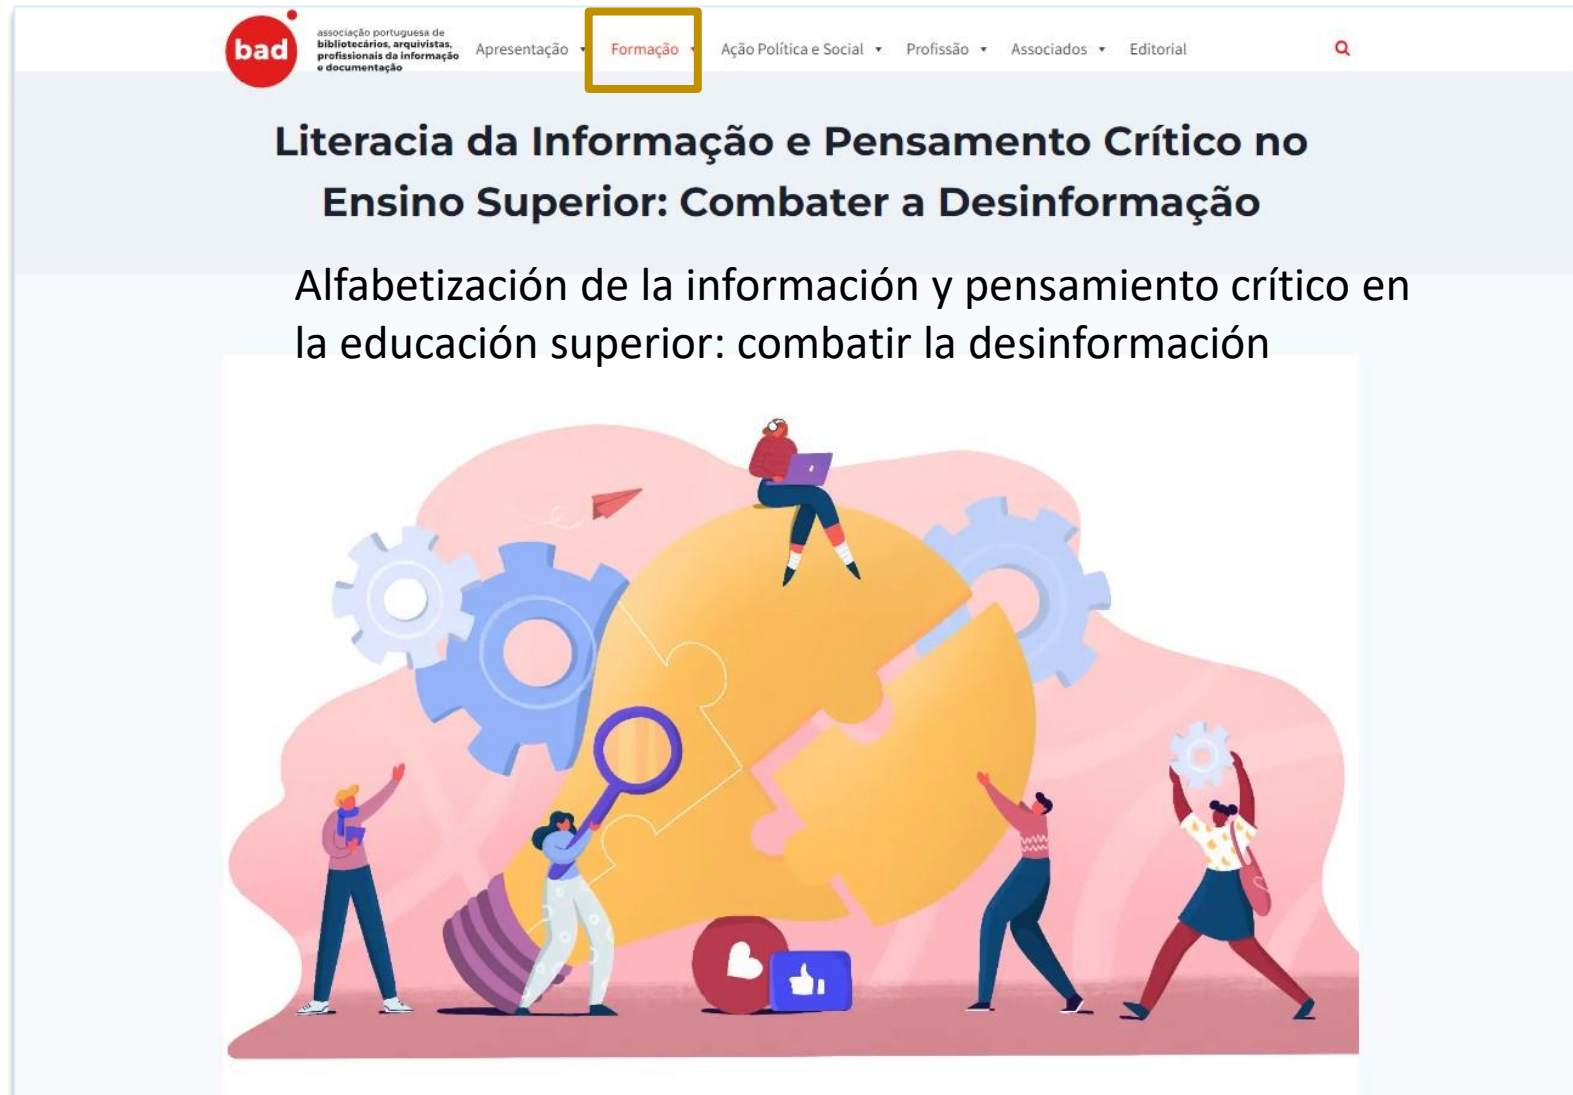 bad
associação portuguesa de
bibliotecários, arquivistas,
profissionais da informação
e documentação
Apresentação Formação Ação Política e Social Profissão Associados Editorial
Literacia da Informação e Pensamento Crítico no
Ensino Superior: Combater a Desinformação
Alfabetización de la información y pensamiento crítico en
la educación superior: combatir la desinformación